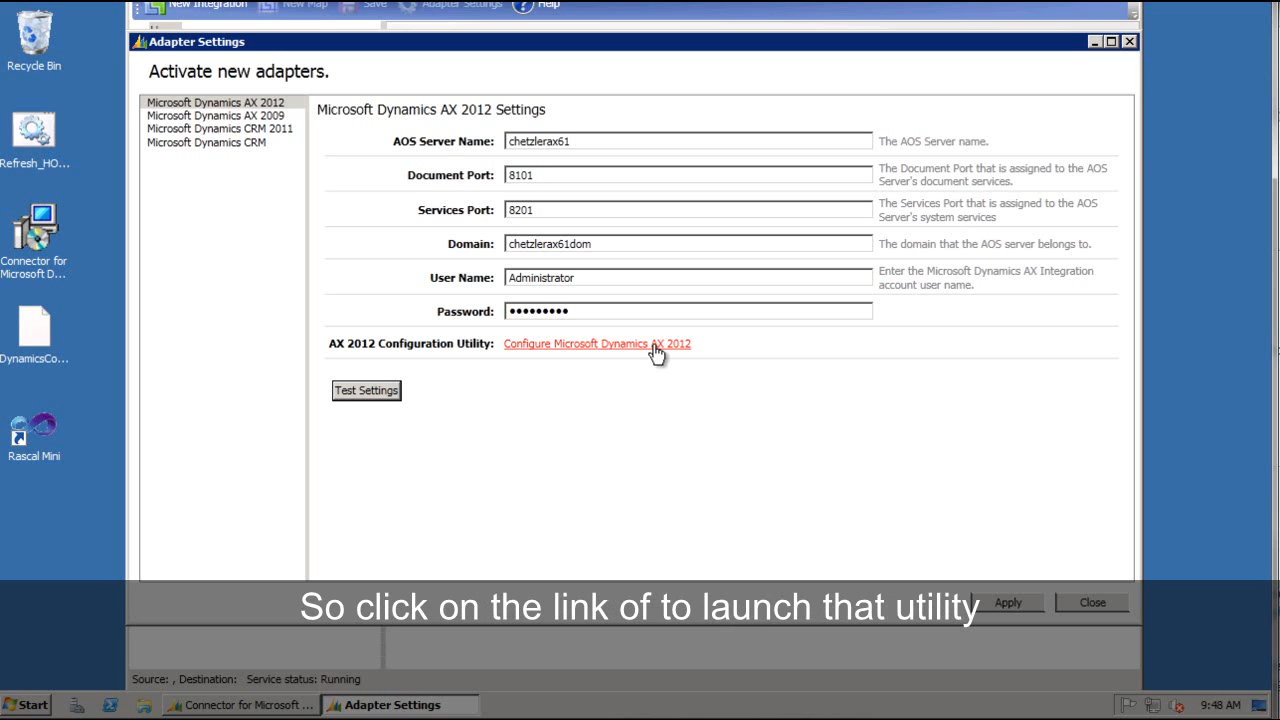 New Integration New Map Save Adapter Settings Help
Recycle Bin
Refresh_HO...
Connector for
Microsoft D...
DynamicsCo...
Rascal Mini
Adapter Settings
Activate new adapters.
Microsoft Dynamics AX 2012
Microsoft Dynamics AX 2009
Microsoft Dynamics CRM 2011
Microsoft Dynamics CRM
Microsoft Dynamics AX 2012 Settings
AOS Server Name: chetzlerax61 The AOS Server name.
Document Port: 8101 The Document Port that is assigned to the AOS
Server's document services.
Services Port: 8201 The Services Port that is assigned to the AOS
Server's system services
Domain: chetzlerax61dom The domain that the AOS server belongs to.
User Name: Administrator Enter the Microsoft Dynamics AX Integration
account user name.
Password: •••••••••
AX 2012 Configuration Utility: Configure Microsoft Dynamics AX 2012
Test Settings
So click on the link of to launch that utility
Apply Close
Source: , Destination: Service status: Running
Start Connector for Microsoft ... Adapter Settings 9:48 AM